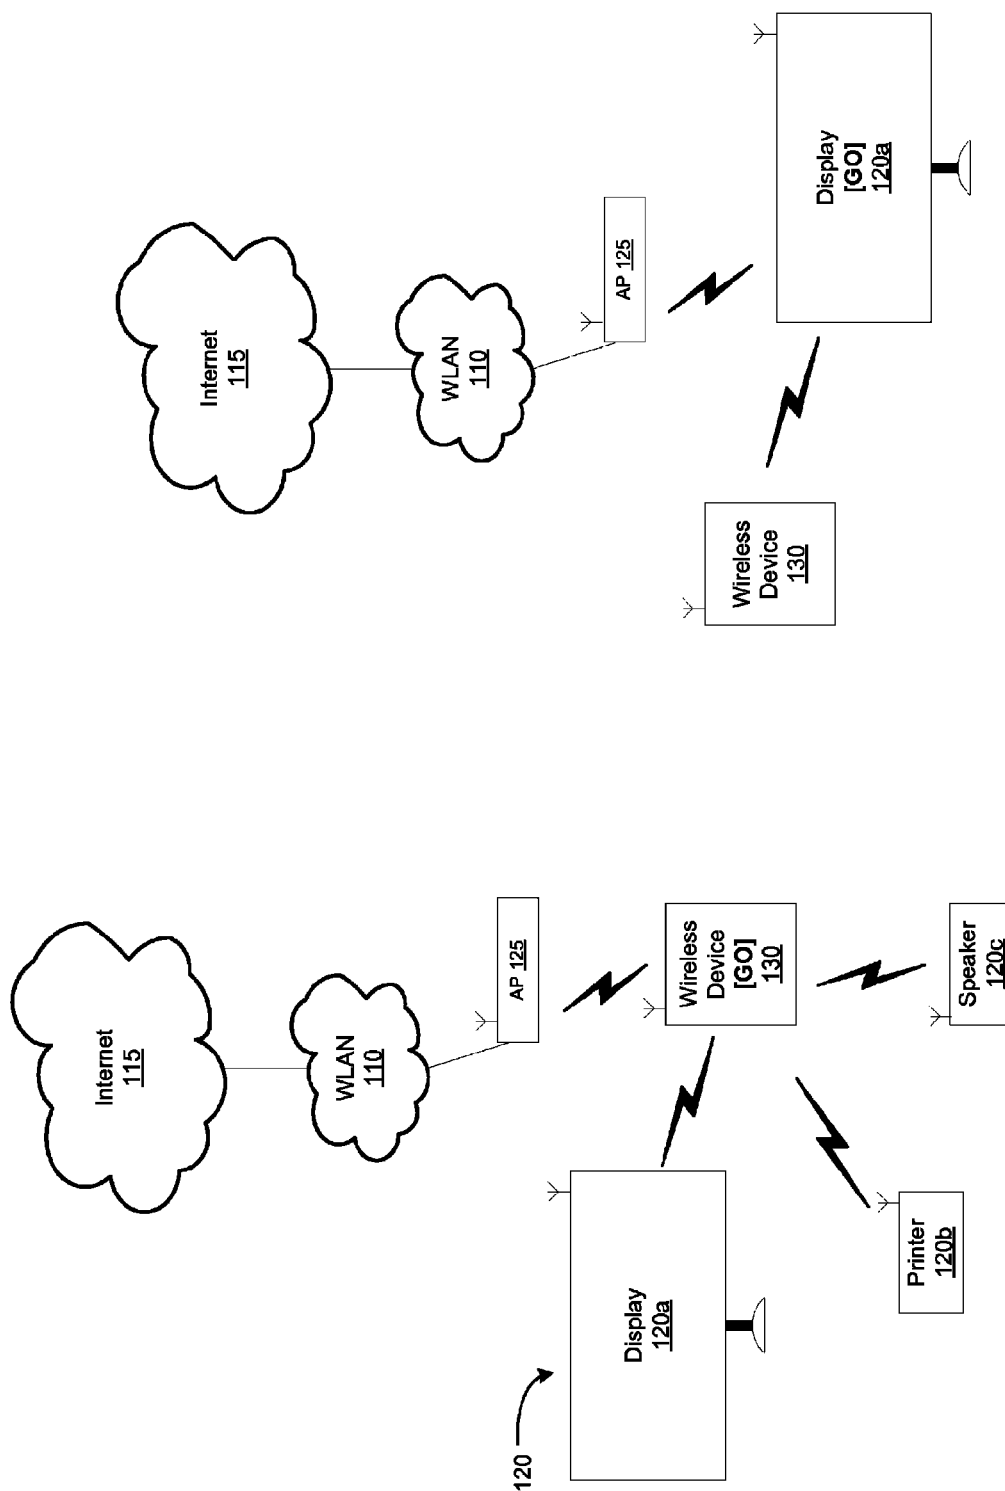 Internet
115
WLAN
110
AP 125
120
Display
120a
Wireless
Device
[GO]
130
Printer
120b
Speaker
120c
Internet
115
WLAN
110
AP 125
Wireless
Device
130
Display
[GO]
120a